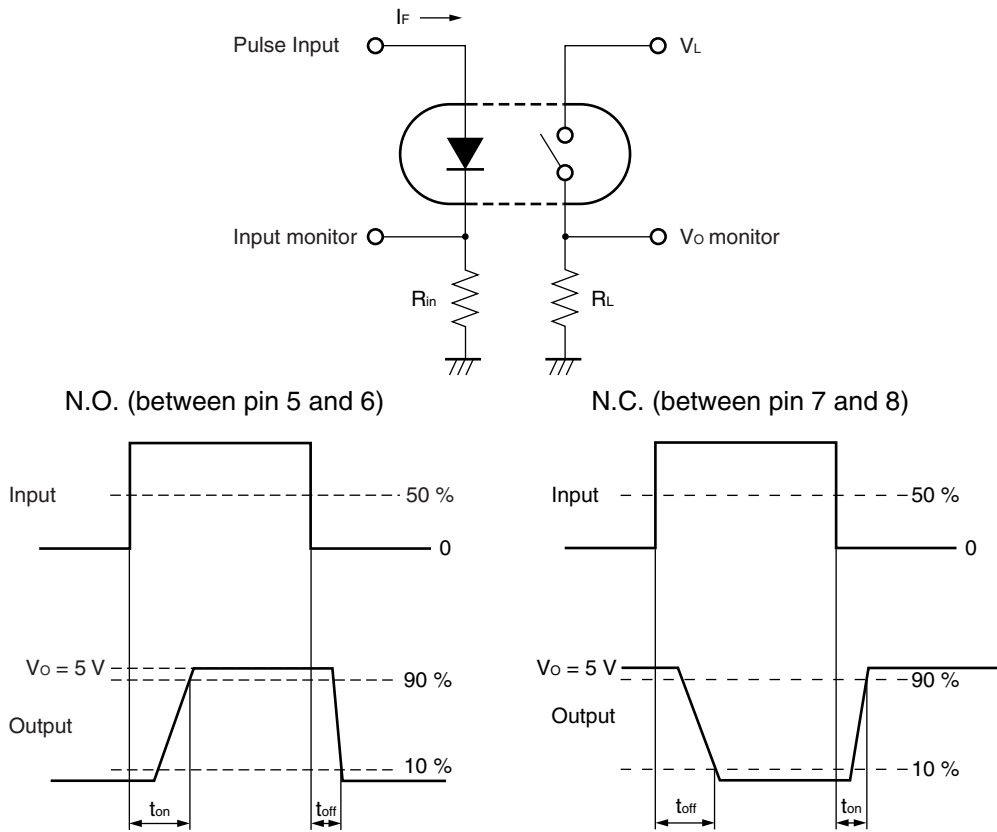 IF
Pulse Input
VL
Input monitor
VO monitor
Rin
RL
N.O. (between pin 5 and 6)
Input
50 %
0
VO = 5 V
90 %
Output
10 %
ton
toff
N.C. (between pin 7 and 8)
Input
50 %
0
VO = 5 V
90 %
Output
10 %
toff
ton